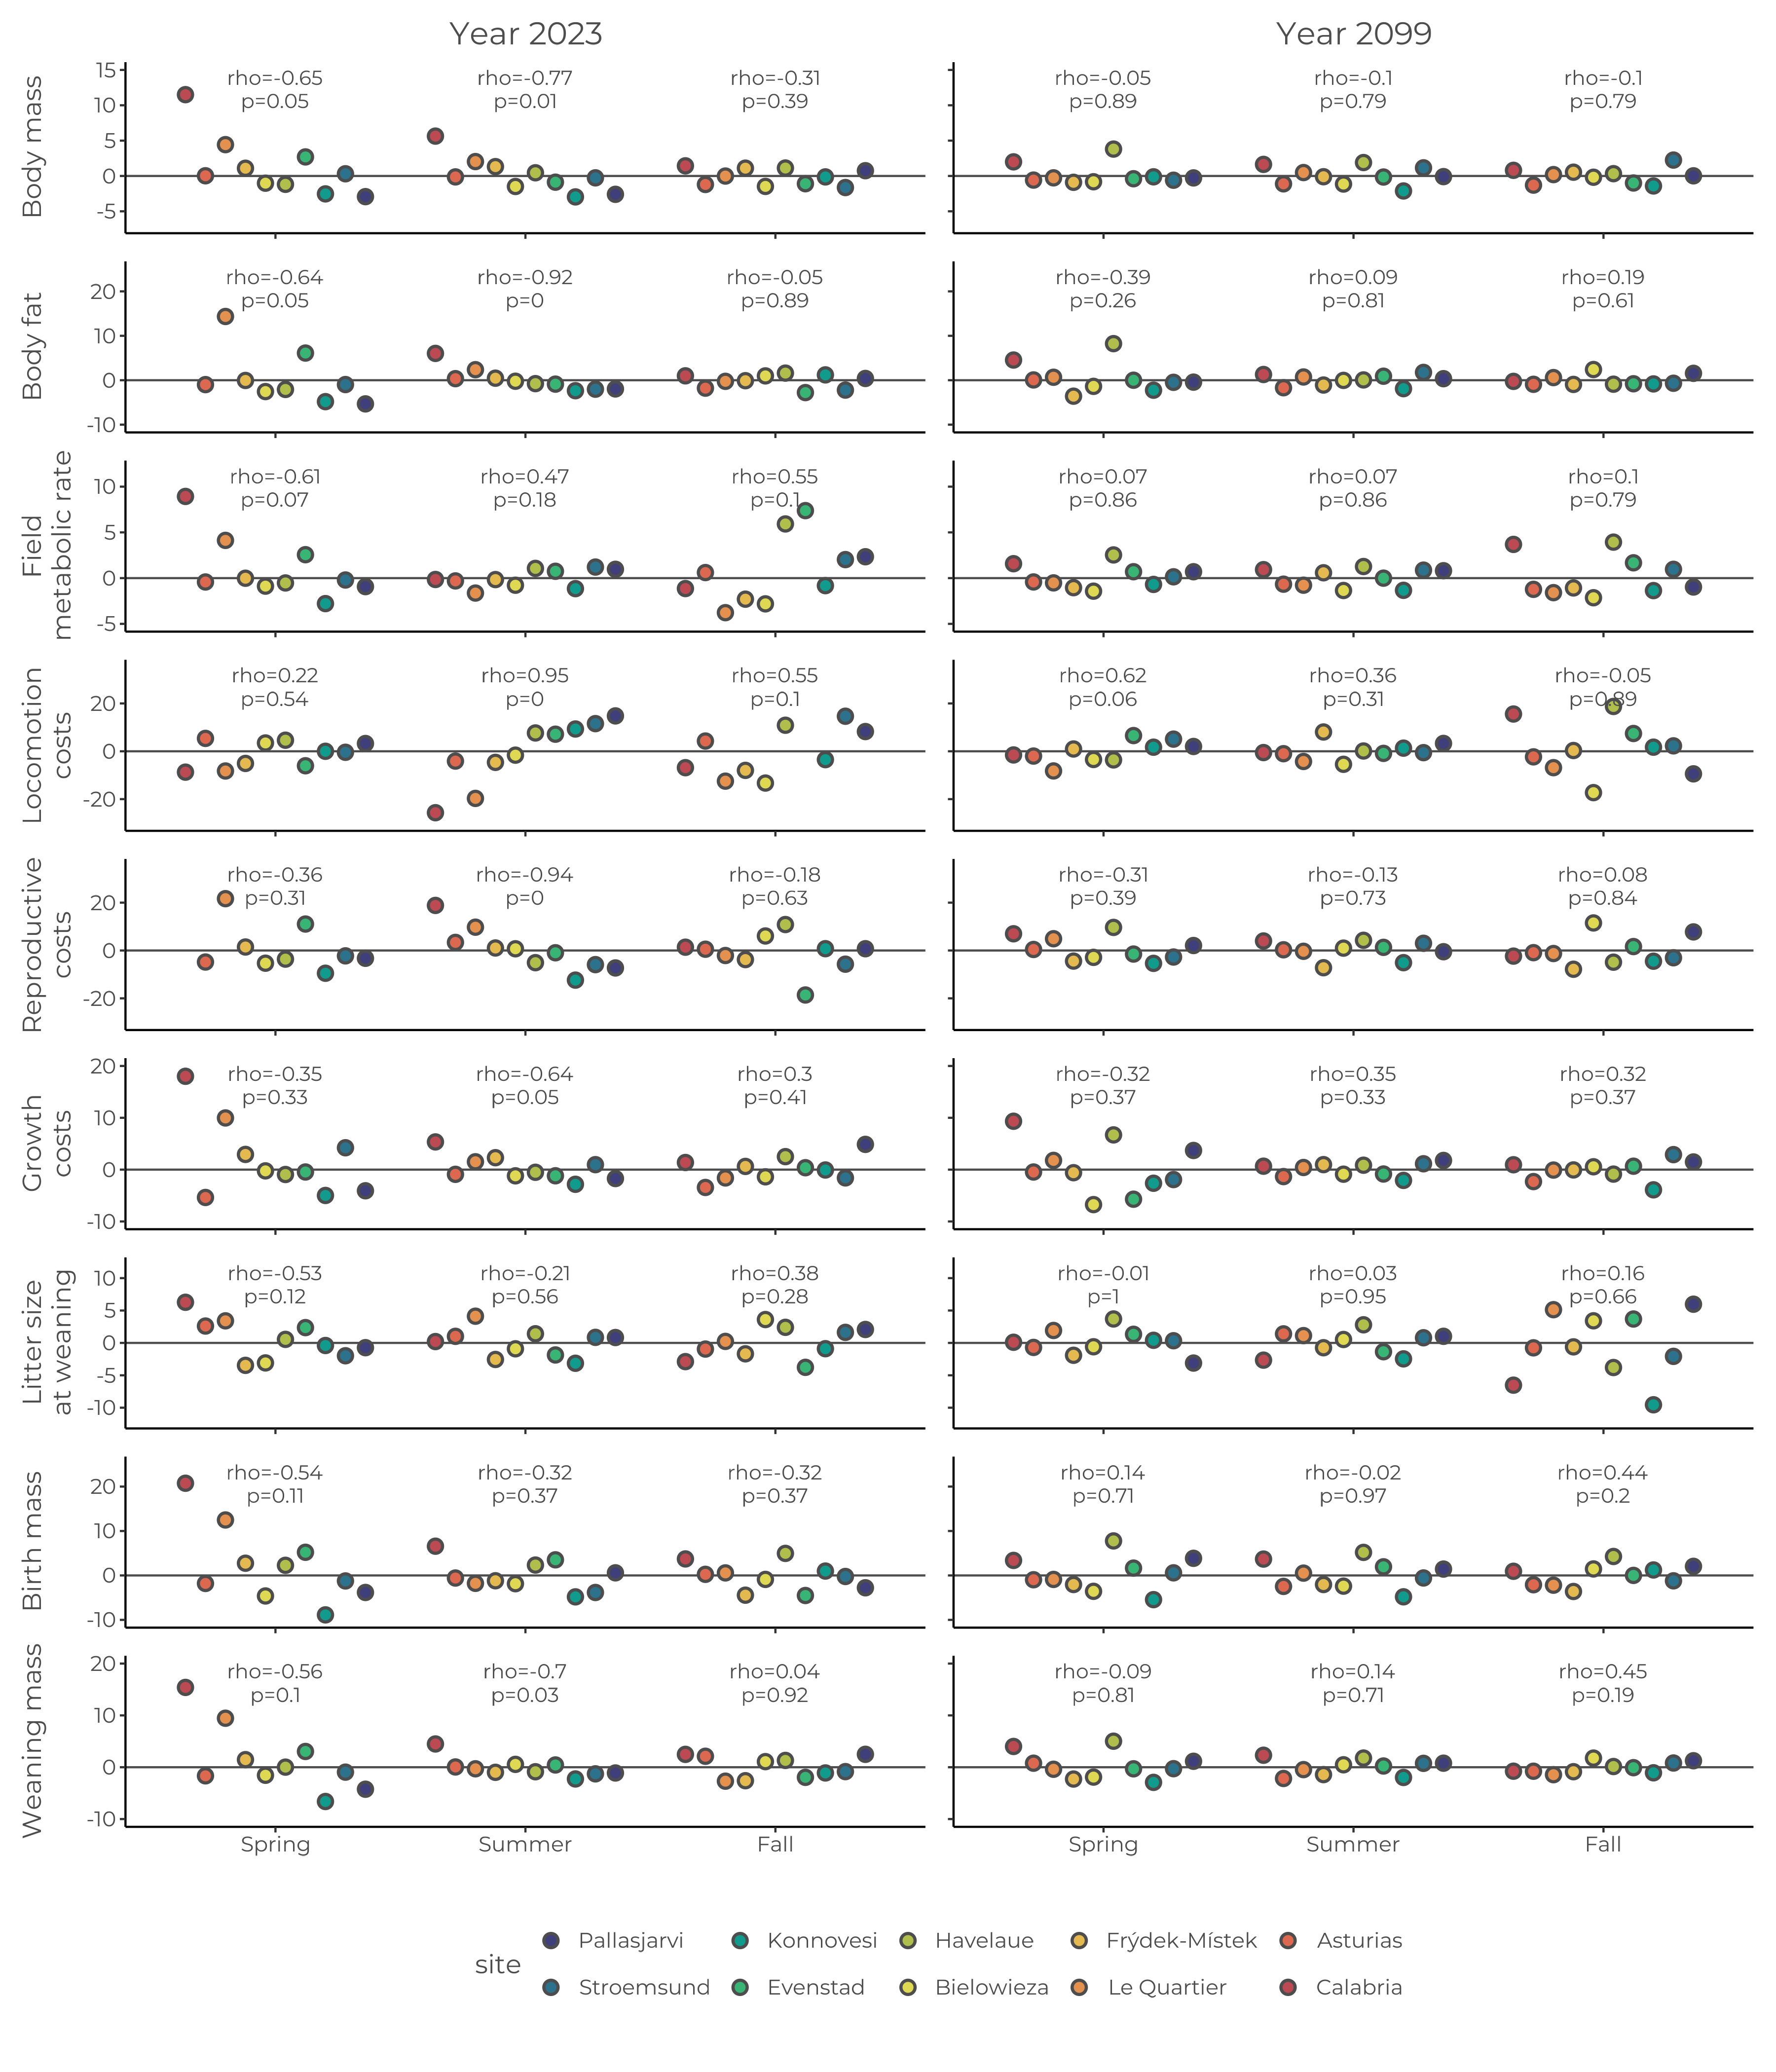 Year 2023 Year 2099
Body mass
15
10
5
0
-5
rho=-0.65 rho=-0.77 rho=-0.31 rho=-0.05 rho=-0.1 rho=-0.1
p=0.05 p=0.01 p=0.39 p=0.89 p=0.79 p=0.79
Body fat
20
10
0
-10
rho=-0.64 rho=-0.92 rho=-0.05 rho=-0.39 rho=0.09 rho=0.19
p=0.05 p=0 p=0.89 p=0.26 p=0.81 p=0.61
Field
metabolic rate
10
5
0
-5
rho=-0.61 rho=0.47 rho=0.55 rho=0.07 rho=0.07 rho=0.1
p=0.07 p=0.18 p=0.1 p=0.86 p=0.86 p=0.79
Locomotion
costs
20
0
-20
rho=0.22 rho=0.95 rho=0.55 rho=0.62 rho=0.36 rho=-0.05
p=0.54 p=0 p=0.1 p=0.06 p=0.31 p=0.89
Reproductive
costs
20
0
-20
rho=-0.36 rho=-0.94 rho=-0.18 rho=-0.31 rho=-0.13 rho=0.08
p=0.31 p=0 p=0.63 p=0.39 p=0.73 p=0.84
Growth
costs
20
10
0
-10
rho=-0.35 rho=-0.64 rho=0.3 rho=-0.32 rho=0.35 rho=0.32
p=0.33 p=0.05 p=0.41 p=0.37 p=0.33 p=0.37
Litter size
at weaning
10
5
0
-5
-10
rho=-0.53 rho=-0.21 rho=0.38 rho=-0.01 rho=0.03 rho=0.16
p=0.12 p=0.56 p=0.28 p=1 p=0.95 p=0.66
Birth mass
20
10
0
-10
rho=-0.54 rho=-0.32 rho=-0.32 rho=0.14 rho=-0.02 rho=0.44
p=0.11 p=0.37 p=0.37 p=0.71 p=0.97 p=0.2
Weaning mass
20
10
0
-10
rho=-0.56 rho=-0.7 rho=0.04 rho=-0.09 rho=0.14 rho=0.45
p=0.1 p=0.03 p=0.92 p=0.81 p=0.71 p=0.19
Spring Summer Fall Spring Summer Fall
site
Pallasjarvi Konnovesi Havelaue Frýdek-Místek Asturias
Stroemsund Evenstad Bielowieza Le Quartier Calabria